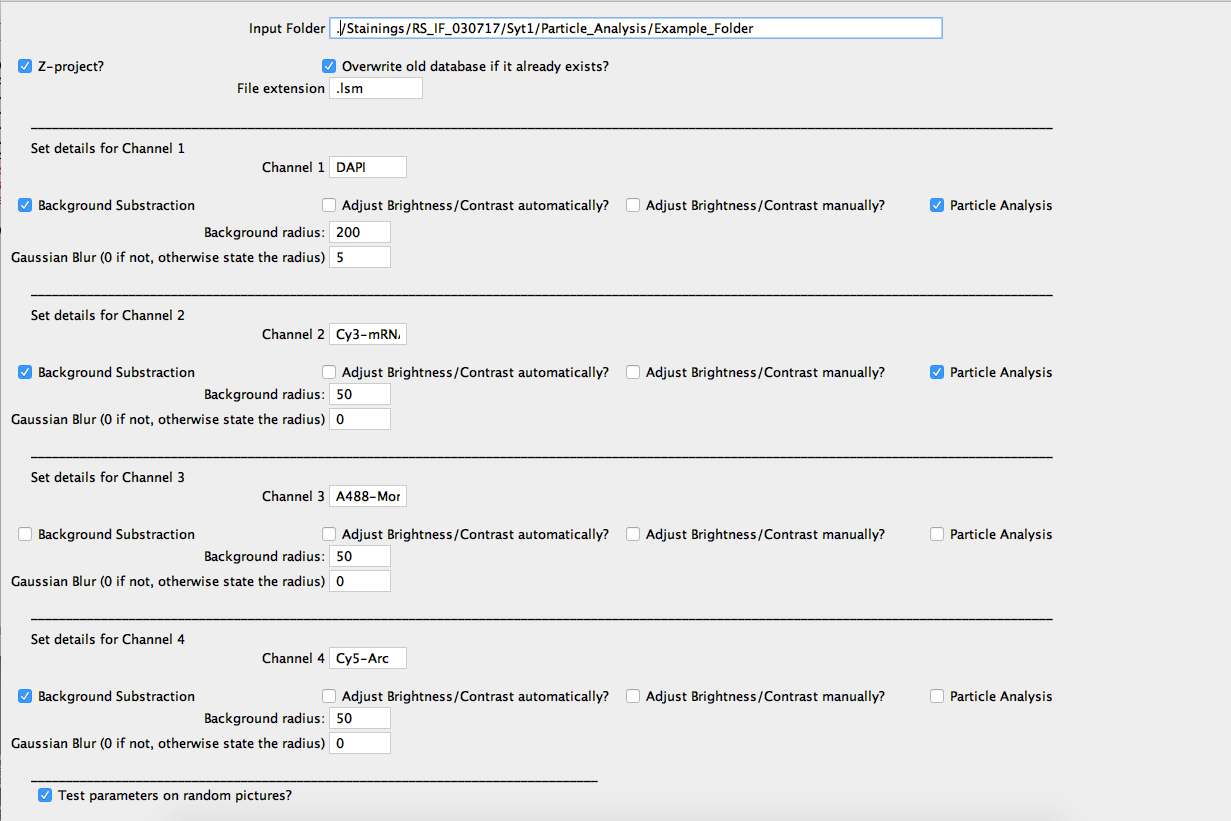 Input Folder ./Stainings/RS_IF_030717/Syt1/Particle_Analysis/Example_Folder
Z-project? Overwrite old database if it already exists?
File extension .lsm
Set details for Channel 1
Channel 1 DAPI
Background Substraction Adjust Brightness/Contrast automatically? Adjust Brightness/Contrast manually? Particle Analysis
Background radius: 200
Gaussian Blur (0 if not, otherwise state the radius) 5
Set details for Channel 2
Channel 2 Cy3-mRN
Background Substraction Adjust Brightness/Contrast automatically? Adjust Brightness/Contrast manually? Particle Analysis
Background radius: 50
Gaussian Blur (0 if not, otherwise state the radius) 0
Set details for Channel 3
Channel 3 A488-Mor
Background Substraction Adjust Brightness/Contrast automatically? Adjust Brightness/Contrast manually? Particle Analysis
Background radius: 50
Gaussian Blur (0 if not, otherwise state the radius) 0
Set details for Channel 4
Channel 4 Cy5-Arc
Background Substraction Adjust Brightness/Contrast automatically? Adjust Brightness/Contrast manually? Particle Analysis
Background radius: 50
Gaussian Blur (0 if not, otherwise state the radius) 0
Test parameters on random pictures?